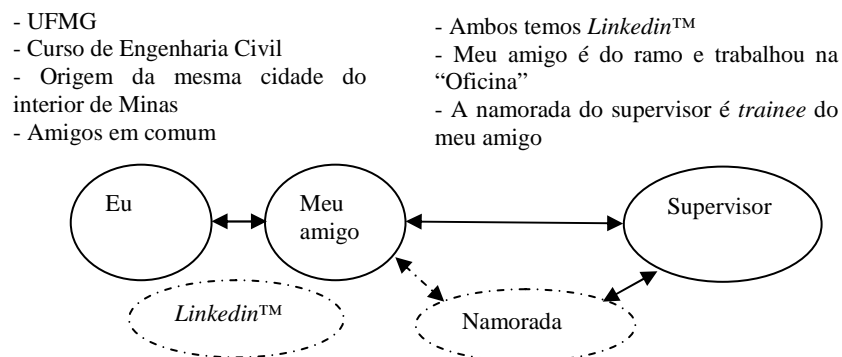 - UFMG
- Curso de Engenharia Civil
- Origem da mesma cidade do
interior de Minas
- Amigos em comum
- Ambos temos Linkedin™
- Meu amigo é do ramo e trabalhou na
“Oficina”
- A namorada do supervisor é trainee do
meu amigo
Eu
Meu
amigo
Supervisor
Linkedin™
Namorada